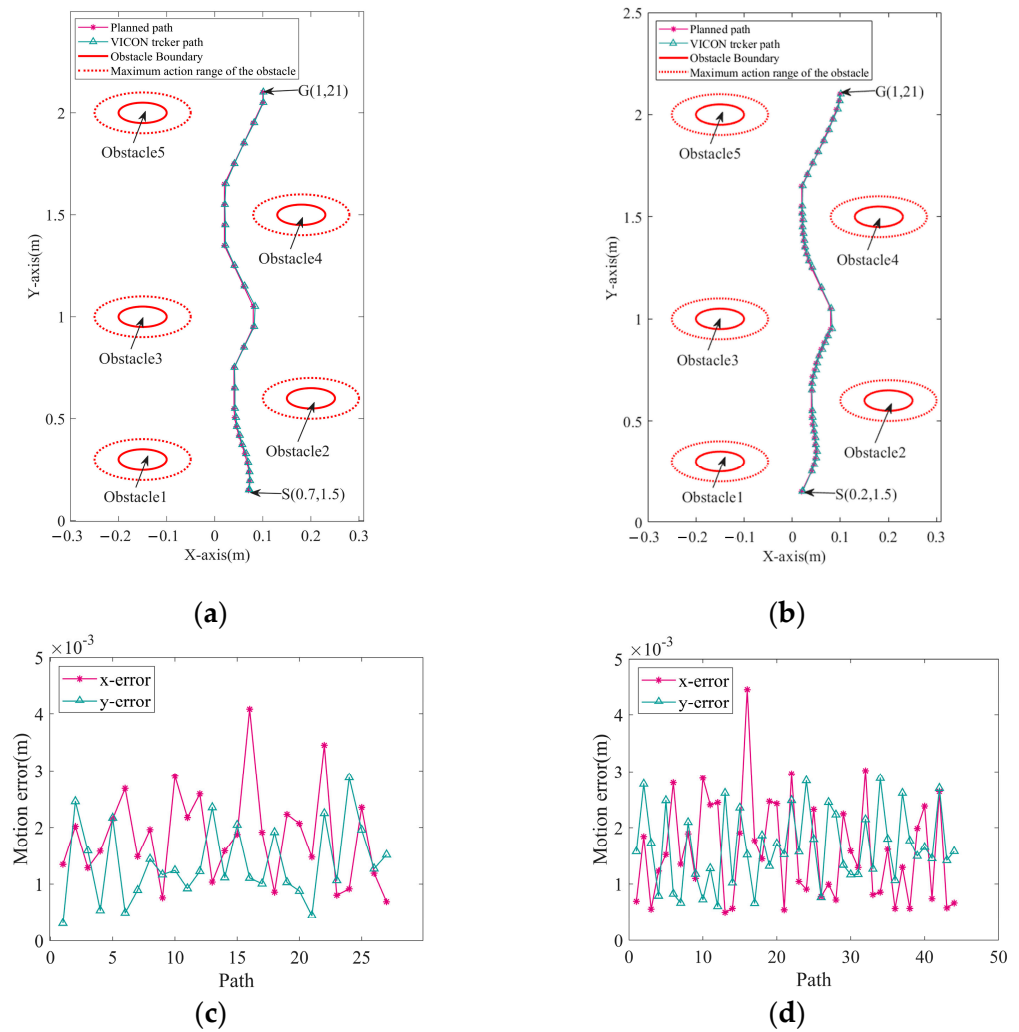 Planned path
VICON trcker path
Obstacle Boundary
Maximum action range of the obstacle
G(1,21)
Obstacle5
Obstacle4
Obstacle3
Obstacle2
Obstacle1
S(0.7,1.5)
Y-axis(m)
2
1.5
1
0.5
0
−0.3 −0.2 −0.1 0 0.1 0.2 0.3
X-axis(m)
(a)
2.5
Planned path
VICON trcker path
Obstacle Boundary
Maximum action range of the obstacle
G(1,21)
Obstacle5
Obstacle4
Obstacle3
Obstacle2
Obstacle1
S(0.2,1.5)
Y-axis(m)
2
1.5
1
0.5
0
−0.3 −0.2 −0.1 0 0.1 0.2 0.3
X-axis(m)
(b)
×10-3
5
4
3
2
1
0
x-error
y-error
Motion error(m)
0 5 10 15 20 25
Path
(c)
×10-3
5
4
3
2
1
0
x-error
y-error
Motion error(m)
0 10 20 30 40 50
Path
(d)